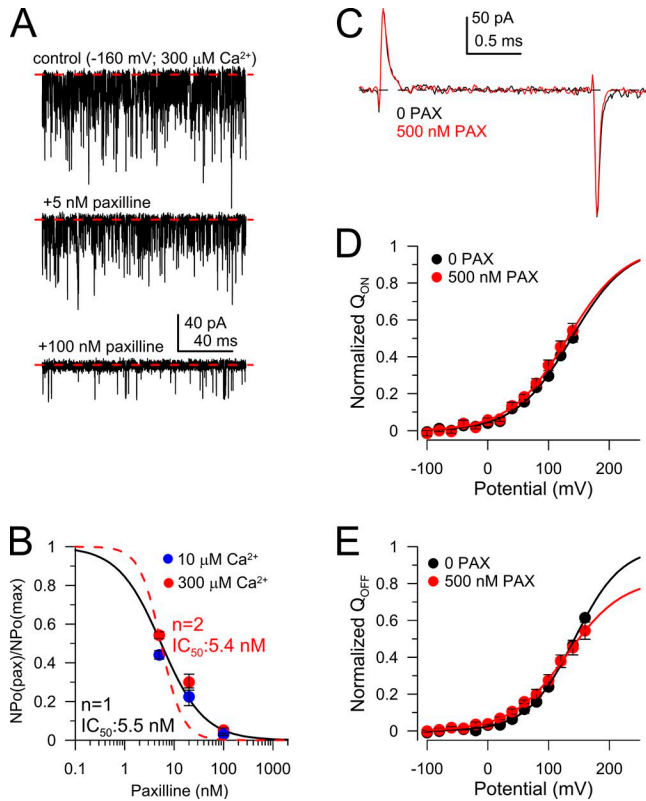 A
control (-160 mV; 300 μM Ca²⁺)
+5 nM paxilline
40 pA
40 ms
+100 nM paxilline
B
NPo(pax)/NPo(max)
1
0.8
0.6
0.4
0.2
0
10 μM Ca²⁺
300 μM Ca²⁺
n=2
IC₅₀:5.4 nM
n=1
IC₅₀:5.5 nM
0.1
1
10
100
1000
Paxilline (nM)
C
50 pA
0.5 ms
0 PAX
500 nM PAX
D
Normalized Q_ON
1
0.8
0.6
0.4
0.2
0
0 PAX
500 nM PAX
-100
0
100
200
Potential (mV)
E
Normalized Q_OFF
1
0.8
0.6
0.4
0.2
0
0 PAX
500 nM PAX
-100
0
100
200
Potential (mV)